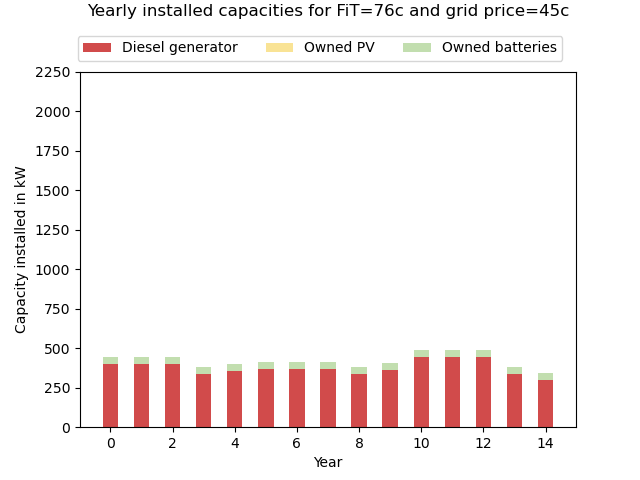 Yearly installed capacities for FiT=76c and grid price=45c
Diesel generator Owned PV Owned batteries
2250
2000
1750
1500
1250
1000
750
500
250
0
Capacity installed in kW
0 2 4 6 8 10 12 14
Year